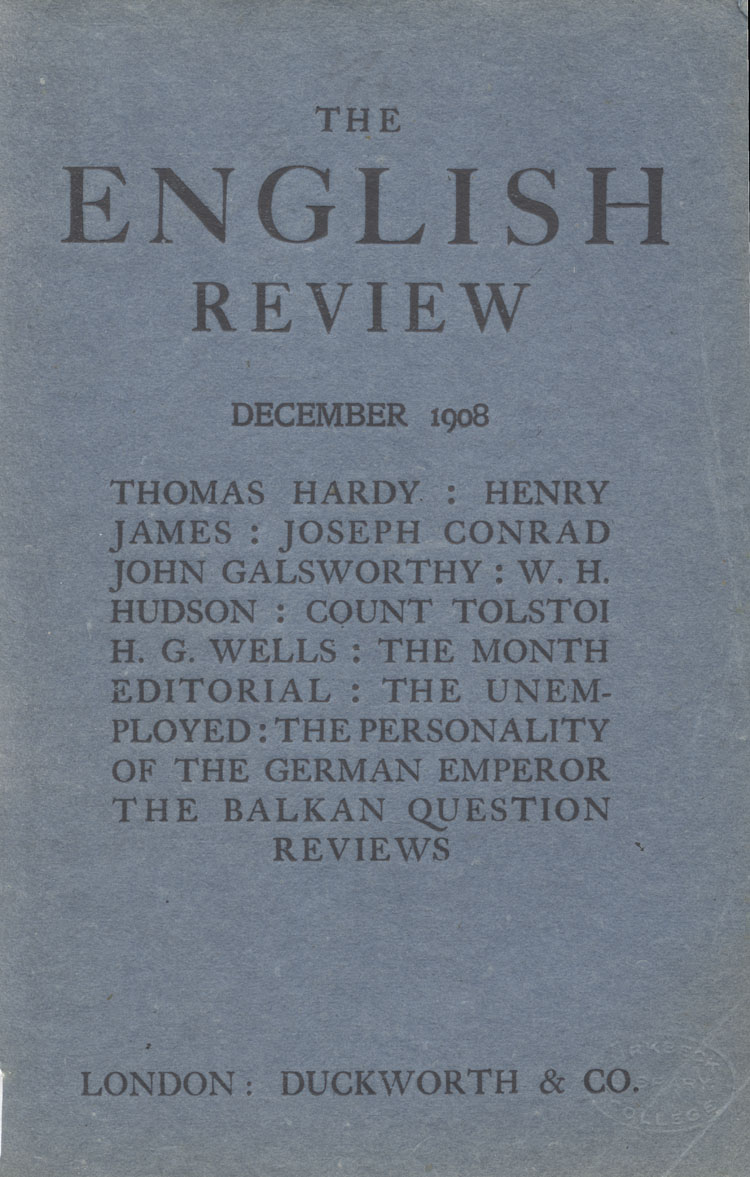 THE
ENGLISH
REVIEW
DECEMBER 1908
THOMAS HARDY : HENRY
JAMES : JOSEPH CONRAD
JOHN GALSWORTHY : W. H.
HUDSON : COUNT TOLSTOI
H. G. WELLS : THE MONTH
EDITORIAL : THE UNEM-
PLOYED : THE PERSONALITY
OF THE GERMAN EMPEROR
THE BALKAN QUESTION
REVIEWS
LONDON : DUCKWORTH & CO.
COLLEGE